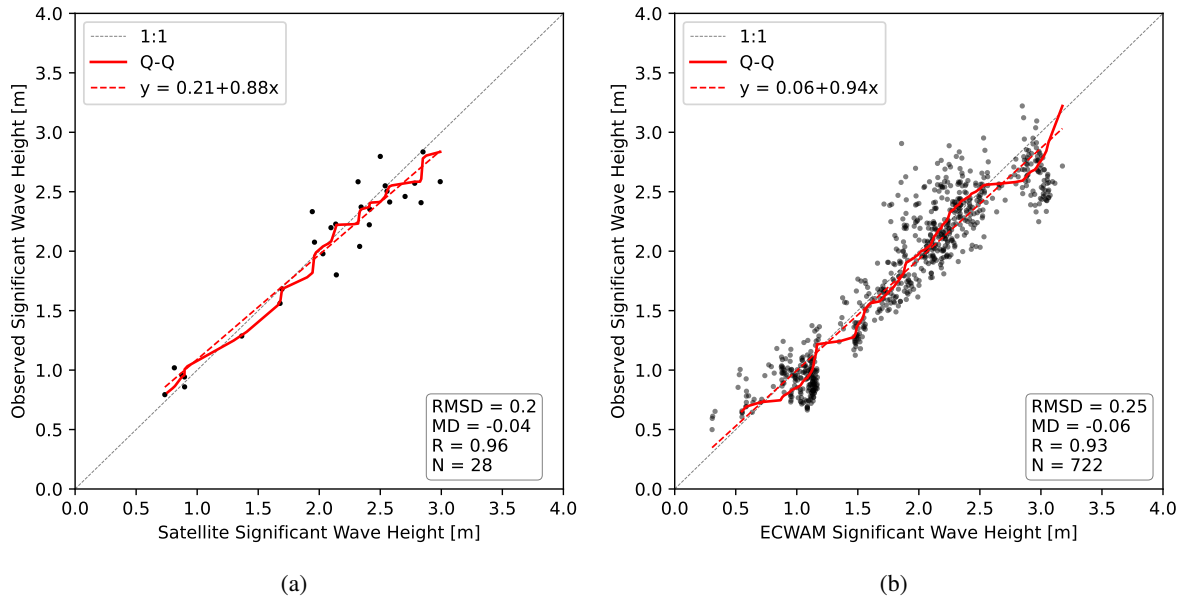 4.0
3.5
3.0
2.5
2.0
1.5
1.0
0.5
0.0
Observed Significant Wave Height [m]
1:1
Q-Q
y = 0.21+0.88x
RMSD = 0.2
MD = -0.04
R = 0.96
N = 28
0.0 0.5 1.0 1.5 2.0 2.5 3.0 3.5 4.0
Satellite Significant Wave Height [m]
(a)
4.0
3.5
3.0
2.5
2.0
1.5
1.0
0.5
0.0
Observed Significant Wave Height [m]
1:1
Q-Q
y = 0.06+0.94x
RMSD = 0.25
MD = -0.06
R = 0.93
N = 722
0.0 0.5 1.0 1.5 2.0 2.5 3.0 3.5 4.0
ECWAM Significant Wave Height [m]
(b)